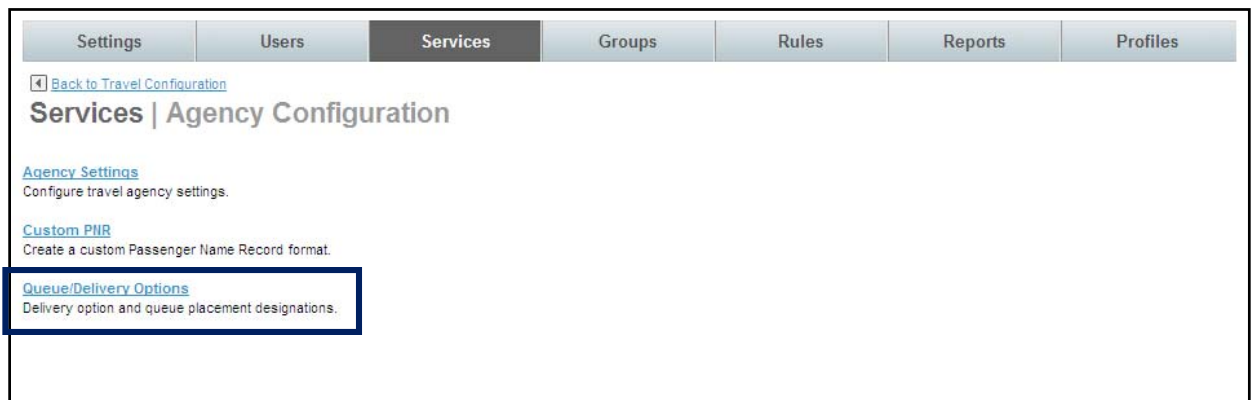 Settings Users Services Groups Rules Reports Profiles
Back to Travel Configuration
Services | Agency Configuration
Agency Settings
Configure travel agency settings.
Custom PNR
Create a custom Passenger Name Record format.
Queue/Delivery Options
Delivery option and queue placement designations.